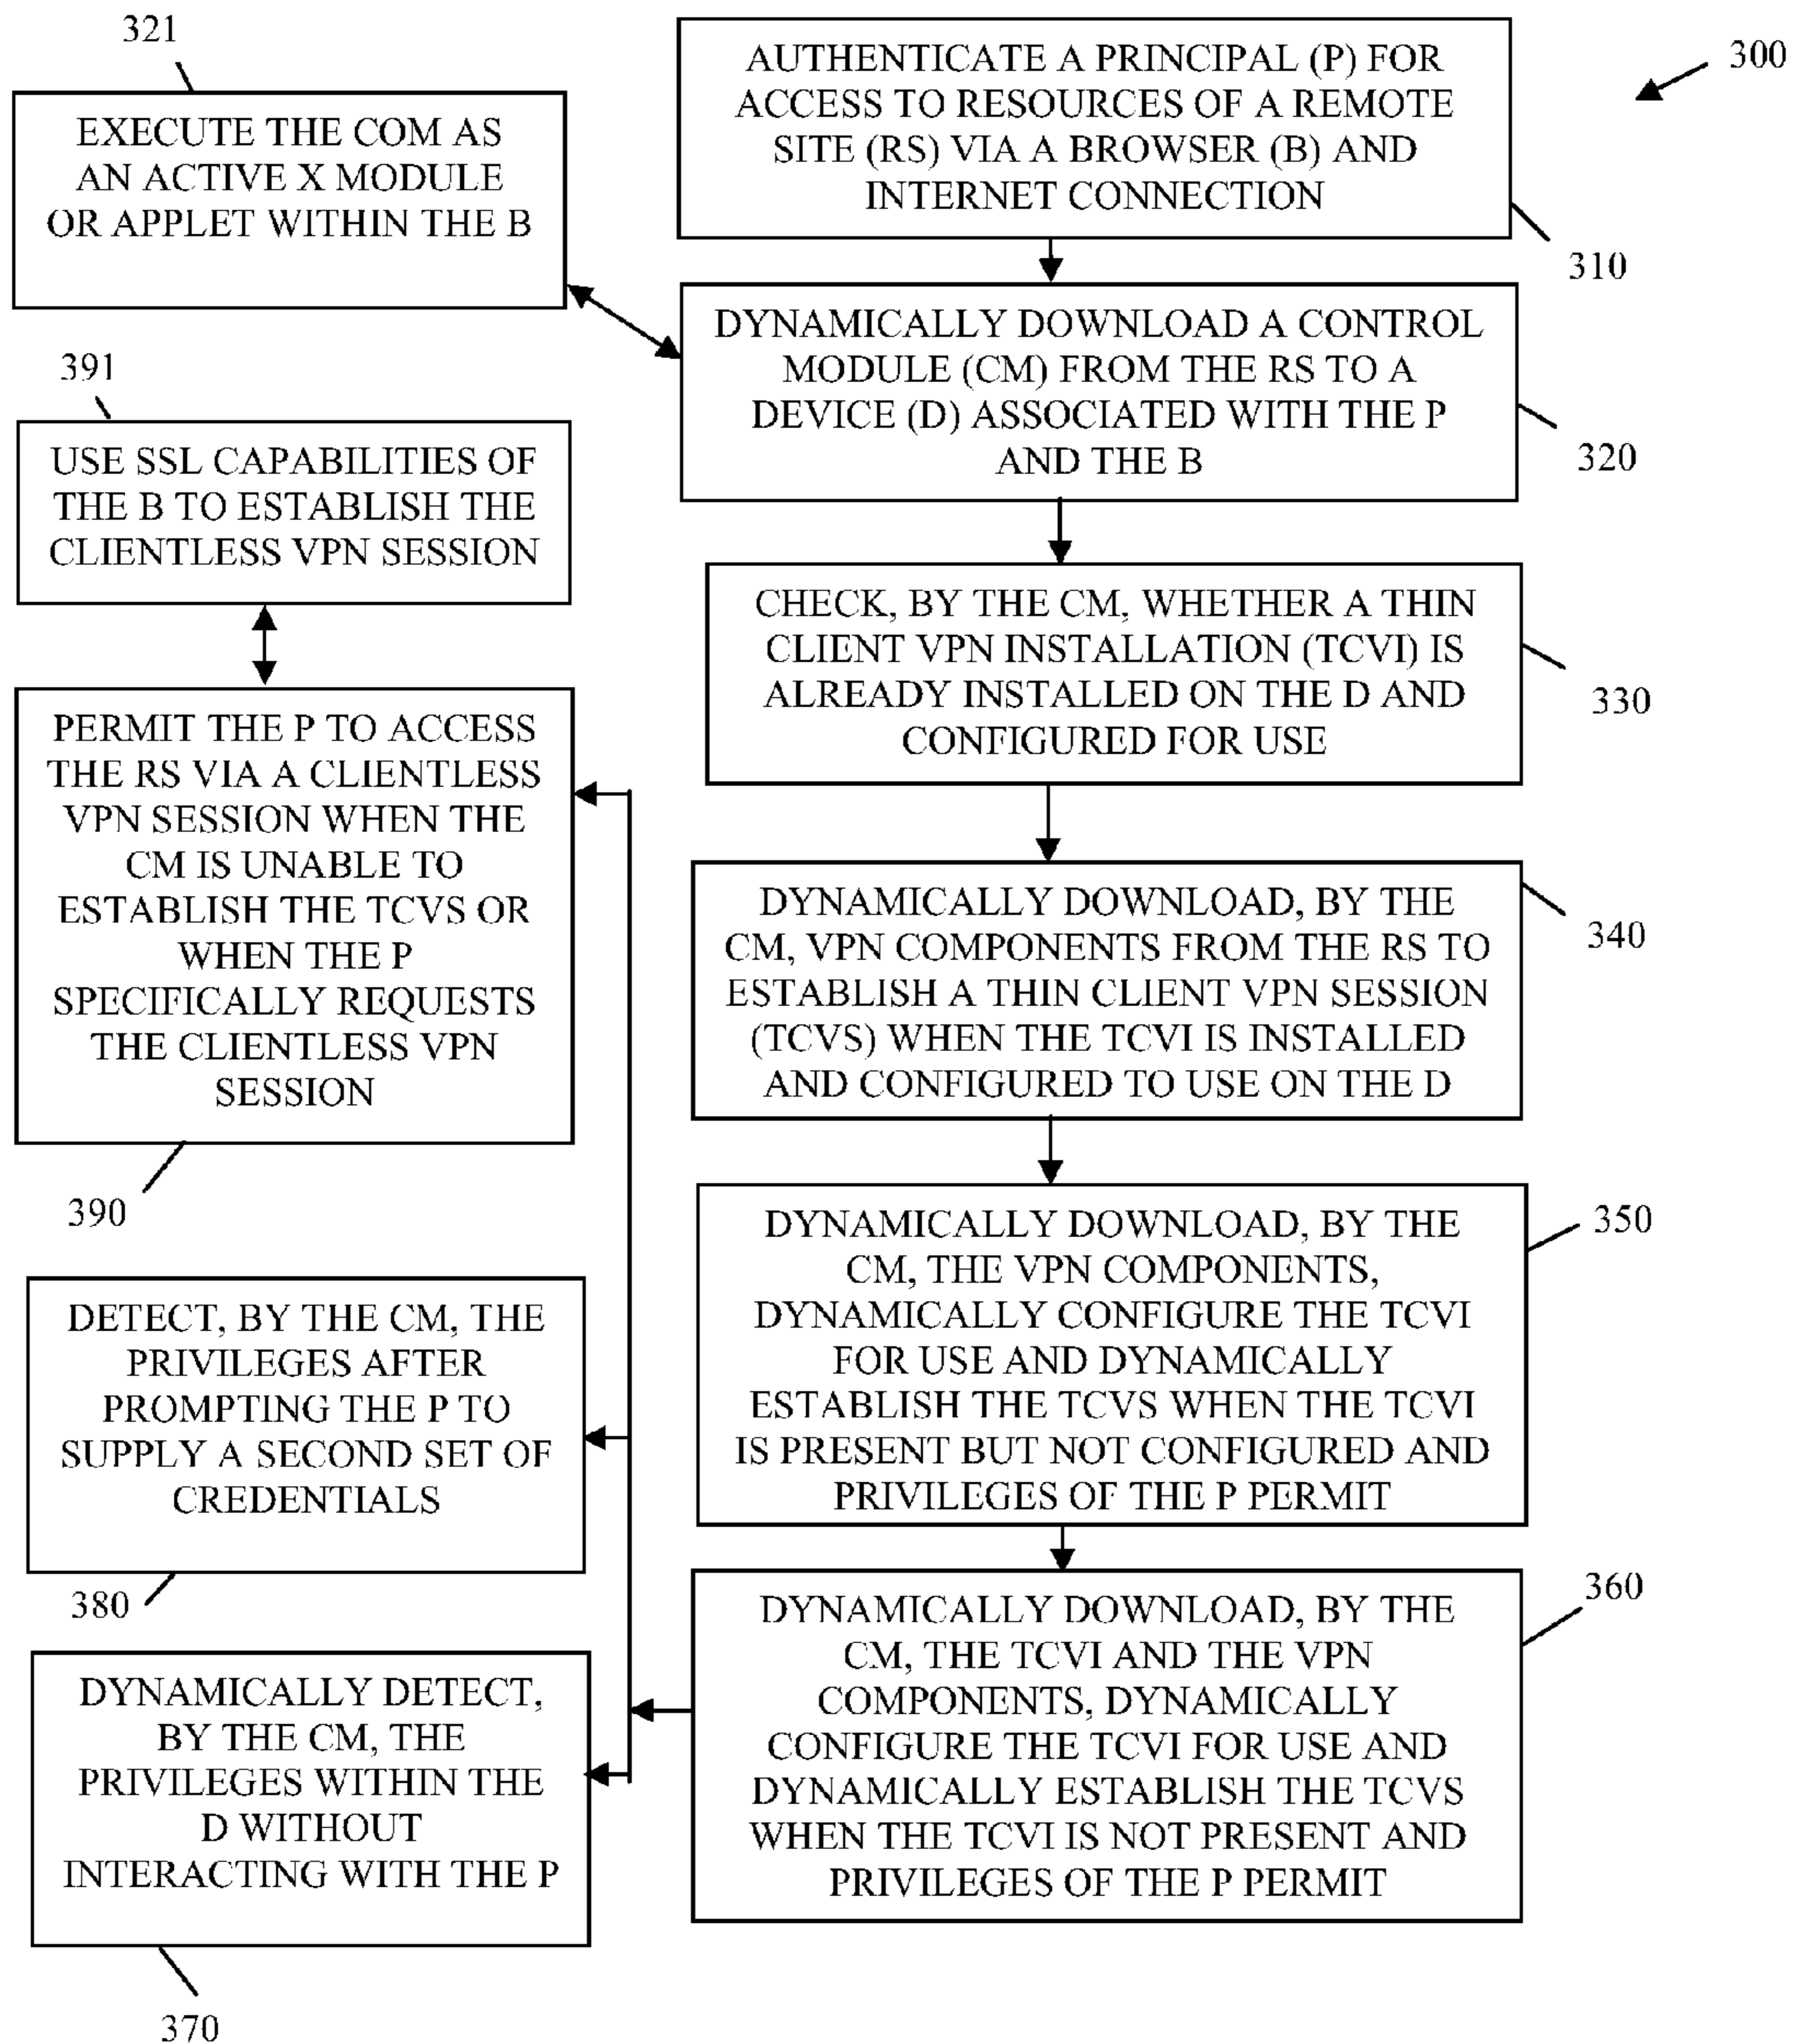 300
AUTHENTICATE A PRINCIPAL (P) FOR
ACCESS TO RESOURCES OF A REMOTE
SITE (RS) VIA A BROWSER (B) AND
INTERNET CONNECTION
310
321
EXECUTE THE COM AS
AN ACTIVE X MODULE
OR APPLET WITHIN THE B
DYNAMICALLY DOWNLOAD A CONTROL
MODULE (CM) FROM THE RS TO A
DEVICE (D) ASSOCIATED WITH THE P
AND THE B
320
CHECK, BY THE CM, WHETHER A THIN
CLIENT VPN INSTALLATION (TCVI) IS
ALREADY INSTALLED ON THE D AND
CONFIGURED FOR USE
330
DYNAMICALLY DOWNLOAD, BY THE
CM, VPN COMPONENTS FROM THE RS TO
ESTABLISH A THIN CLIENT VPN SESSION
(TCVS) WHEN THE TCVI IS INSTALLED
AND CONFIGURED TO USE ON THE D
340
DYNAMICALLY DOWNLOAD, BY THE
CM, THE VPN COMPONENTS,
DYNAMICALLY CONFIGURE THE TCVI
FOR USE AND DYNAMICALLY
ESTABLISH THE TCVS WHEN THE TCVI
IS PRESENT BUT NOT CONFIGURED AND
PRIVILEGES OF THE P PERMIT
350
DYNAMICALLY DOWNLOAD, BY THE
CM, THE TCVI AND THE VPN
COMPONENTS, DYNAMICALLY
CONFIGURE THE TCVI FOR USE AND
DYNAMICALLY ESTABLISH THE TCVS
WHEN THE TCVI IS NOT PRESENT AND
PRIVILEGES OF THE P PERMIT
360
391
USE SSL CAPABILITIES OF
THE B TO ESTABLISH THE
CLIENTLESS VPN SESSION
PERMIT THE P TO ACCESS
THE RS VIA A CLIENTLESS
VPN SESSION WHEN THE
CM IS UNABLE TO
ESTABLISH THE TCVS OR
WHEN THE P
SPECIFICALLY REQUESTS
THE CLIENTLESS VPN
SESSION
390
DETECT, BY THE CM, THE
PRIVILEGES AFTER
PROMPTING THE P TO
SUPPLY A SECOND SET OF
CREDENTIALS
380
DYNAMICALLY DETECT,
BY THE CM, THE
PRIVILEGES WITHIN THE
D WITHOUT
INTERACTING WITH THE P
370